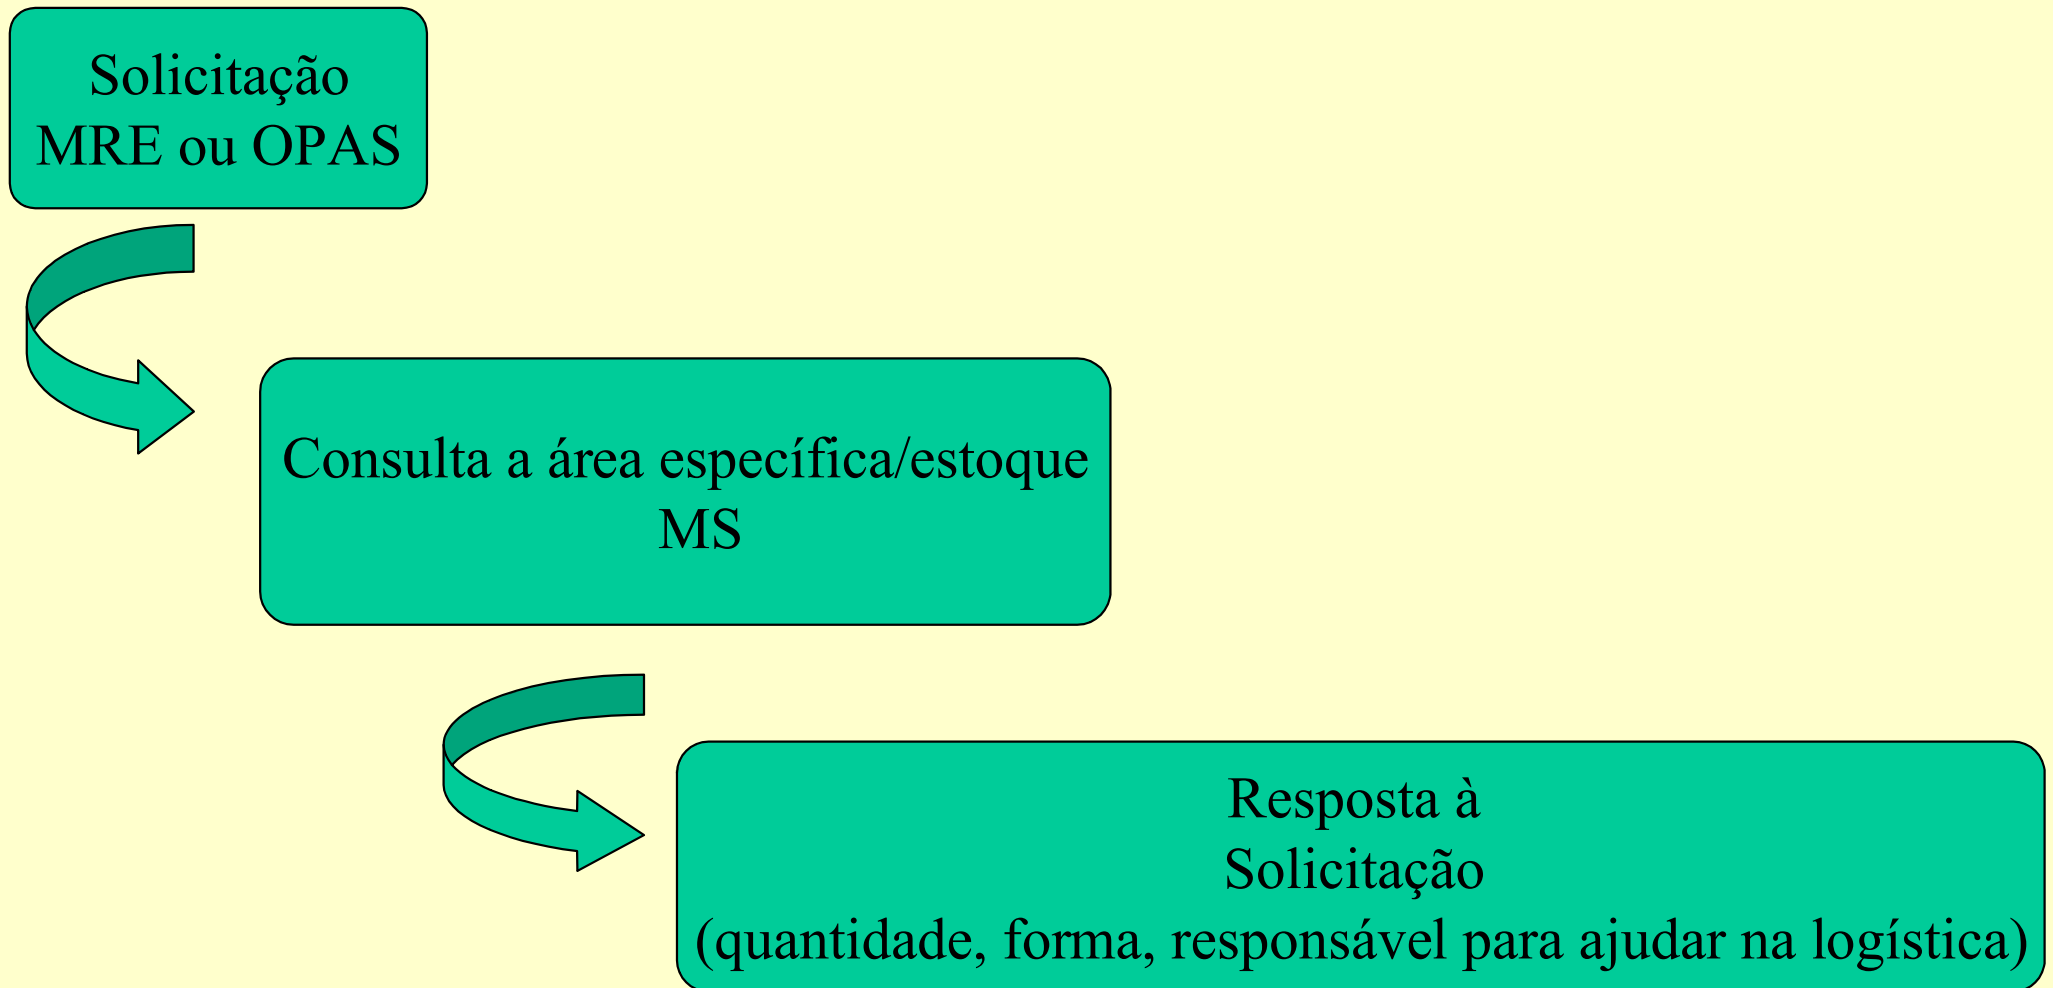 Solicitação
MRE ou OPAS
Consulta a área específica/estoque
MS
Resposta à
Solicitação
(quantidade, forma, responsável para ajudar na logística)